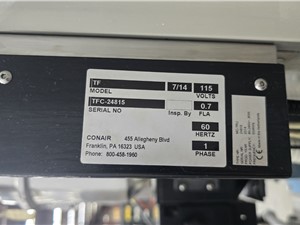 TF 7/14 115
MODEL VOLTS
TFC-24815 0.7
SERIAL NO Insp. By FLA
60
HERTZ
CONAIR 455 Allegheny Blvd
Franklin, PA 16323 USA
Phone: 800-458-1960
1
PHASE